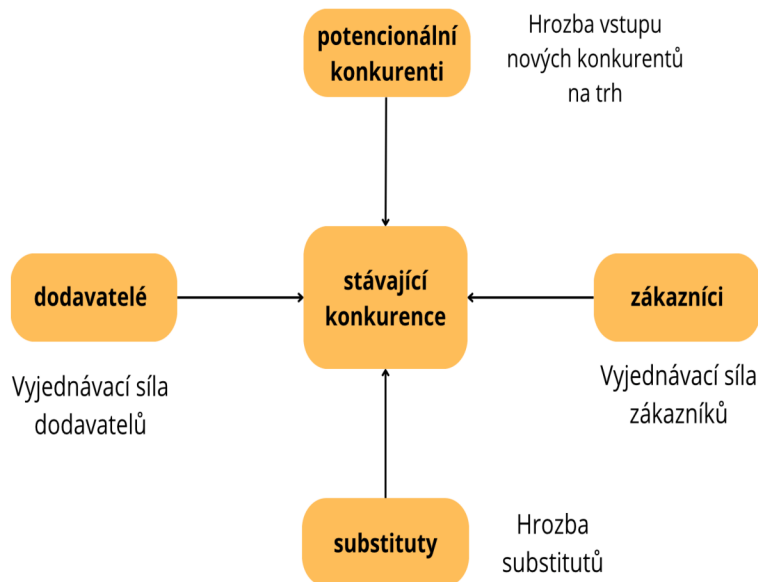 potencionální
konkurenti
Hrozba vstupu
nových konkurentů
na trh
dodavatelé
stávající
konkurence
zákazníci
Vyjednávací síla
dodavatelů
Vyjednávací síla
zákazníků
substituty
Hrozba
substitutů